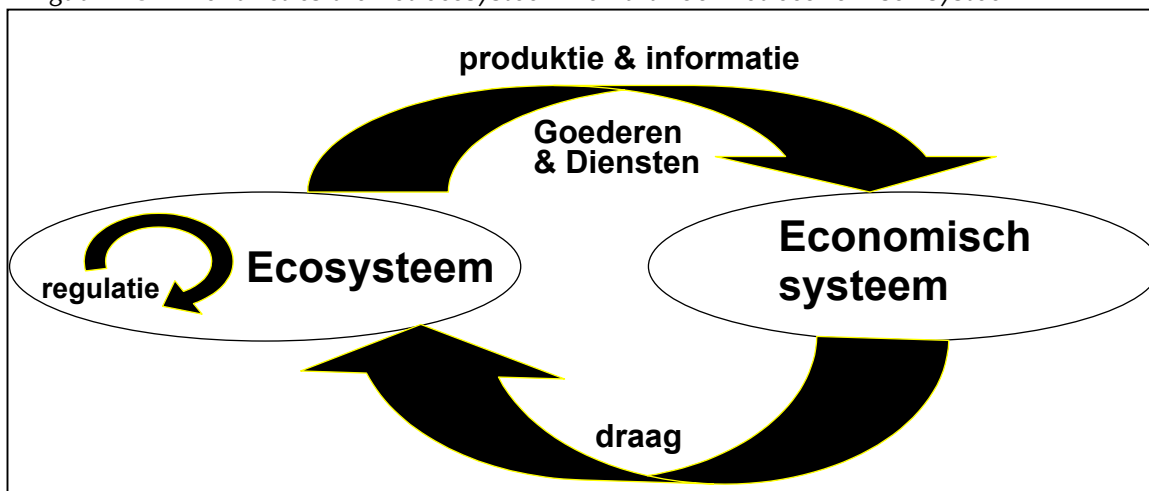 produktie & informatie
Goederen
& Diensten
Economisch
systeem
Ecosysteem
regulatie
draag